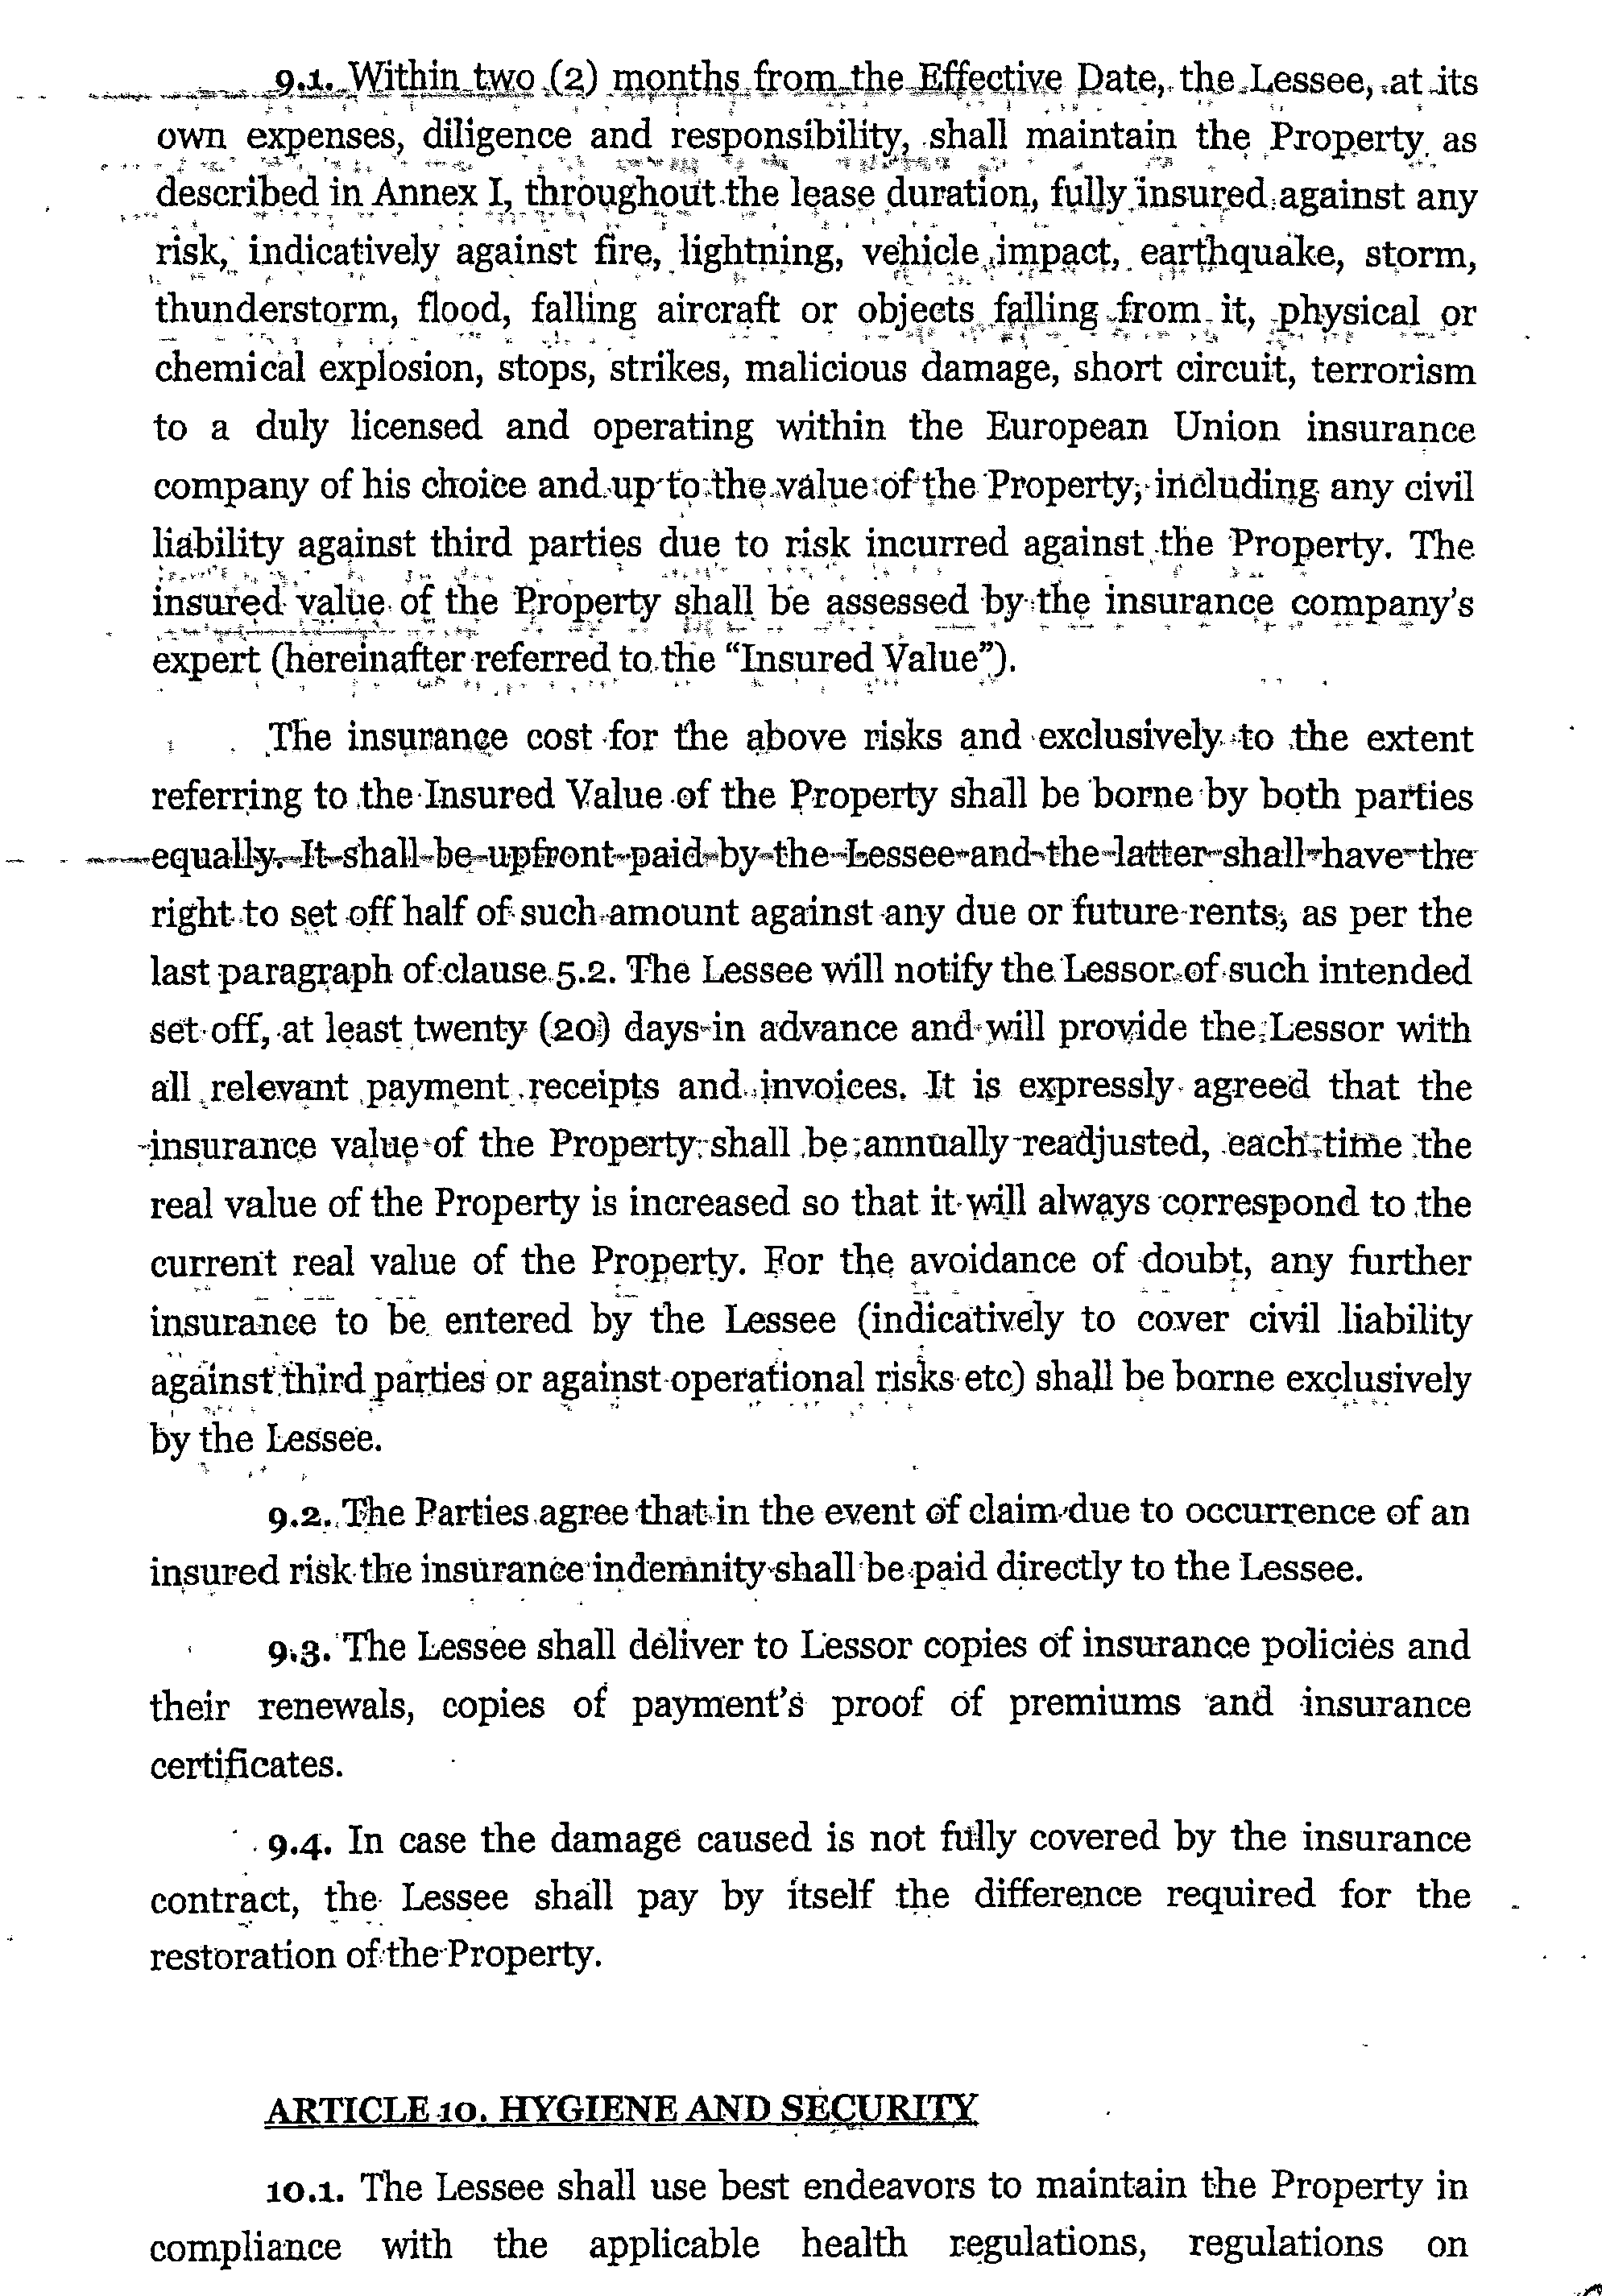 9.1. Within two (2) months from the Effective Date, the Lessee, at its
own expenses, diligence and responsibility, shall maintain the Property as
described in Annex I, throughout the lease duration, fully insured against any
risk, indicatively against fire, lightning, vehicle impact, earthquake, storm,
thunderstorm, flood, falling aircraft or objects falling from it, physical or
chemical explosion, stops, strikes, malicious damage, short circuit, terrorism
to a duly licensed and operating within the European Union insurance
company of his choice and up to the value of the Property, including any civil
liability against third parties due to risk incurred against the Property. The
insured value of the Property shall be assessed by the insurance company's
expert (hereinafter referred to the “Insured Value”).
The insurance cost for the above risks and exclusively to the extent
referring to the Insured Value of the Property shall be borne by both parties
equally. It shall be upfront paid by the Lessee and the latter shall have the
right to set off half of such amount against any due or future rents, as per the
last paragraph of clause 5.2. The Lessee will notify the Lessor of such intended
set off, at least twenty (20) days in advance and will provide the Lessor with
all relevant payment receipts and invoices. It is expressly agreed that the
insurance value of the Property shall be annually readjusted, each time the
real value of the Property is increased so that it will always correspond to the
current real value of the Property. For the avoidance of doubt, any further
insurance to be entered by the Lessee (indicatively to cover civil liability
against third parties or against operational risks etc) shall be borne exclusively
by the Lessee.
9.2. The Parties agree that in the event of claim due to occurrence of an
insured risk the insurance indemnity shall be paid directly to the Lessee.
9.3. The Lessee shall deliver to Lessor copies of insurance policies and
their renewals, copies of payment's proof of premiums and insurance
certificates.
9.4. In case the damage caused is not fully covered by the insurance
contract, the Lessee shall pay by itself the difference required for the
restoration of the Property.
ARTICLE 10. HYGIENE AND SECURITY
10.1. The Lessee shall use best endeavors to maintain the Property in
compliance with the applicable health regulations, regulations on